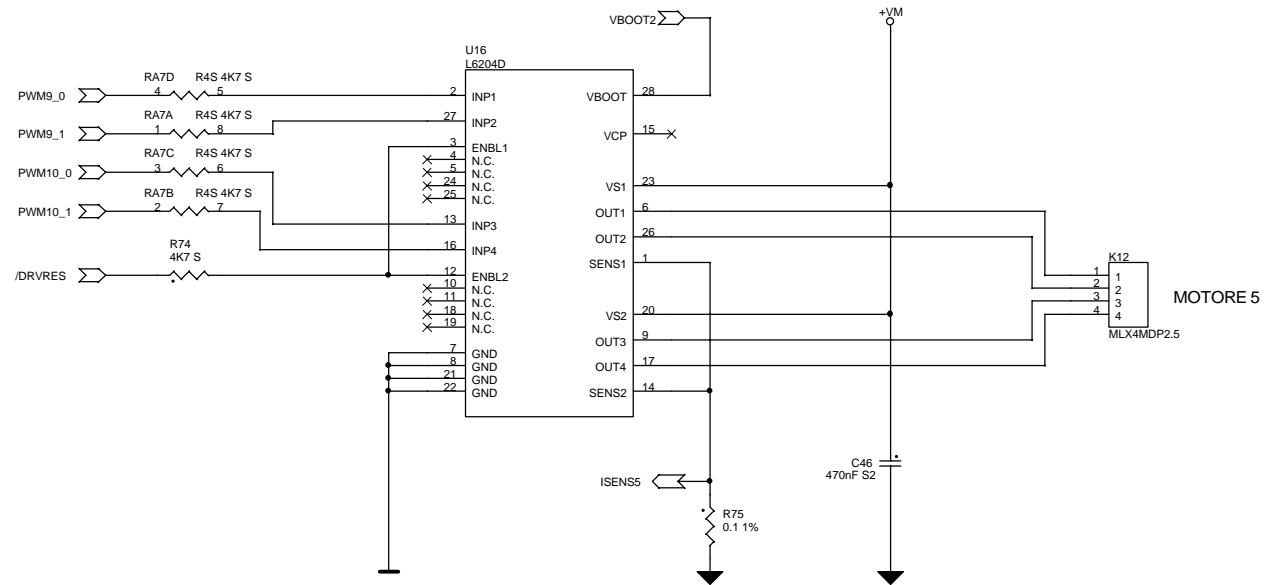 VBOOT2
+VM
U16
L6204D
RA7D R4S 4K7 S
PWM9_0 4 5 2 INP1 VBOOT 28
RA7A R4S 4K7 S
PWM9_1 1 8 27 INP2 VCP 15
RA7C R4S 4K7 S
3 ENBL1
4 N.C.
PWM10_0 3 6 5 N.C.
24 N.C. VS1 23
RA7B R4S 4K7 S
25 N.C.
PWM10_1 2 7 OUT1 6
13 INP3
OUT2 26
R74
4K7 S
16 INP4
SENS1 1
K12
/DRVRES 12 ENBL2 1 1
10 N.C. 2 2
11 N.C. 3 3 MOTORE 5
18 N.C. VS2 20 4 4
19 N.C.
MLX4MDP2.5
OUT3 9
7 GND
8 GND OUT4 17
21 GND
22 GND SENS2 14
C46
470nF S2
ISENS5
R75
0.1 1%